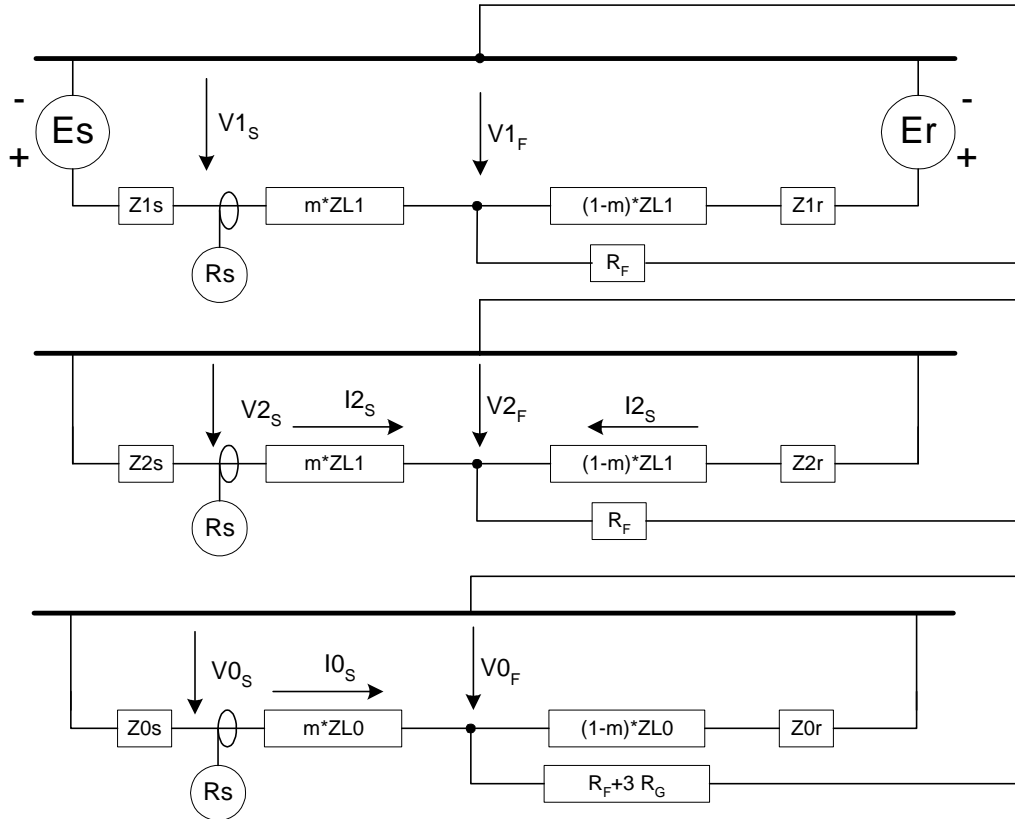 -
Es
+
V1S
V1F
-
Er
+
Z1s
m*ZL1
(1-m)*ZL1
Z1r
Rs
RF
V2S
I2S
V2F
I2S
Z2s
m*ZL1
(1-m)*ZL1
Z2r
Rs
RF
V0S
I0S
V0F
Z0s
m*ZL0
(1-m)*ZL0
Z0r
Rs
RF+3 RG